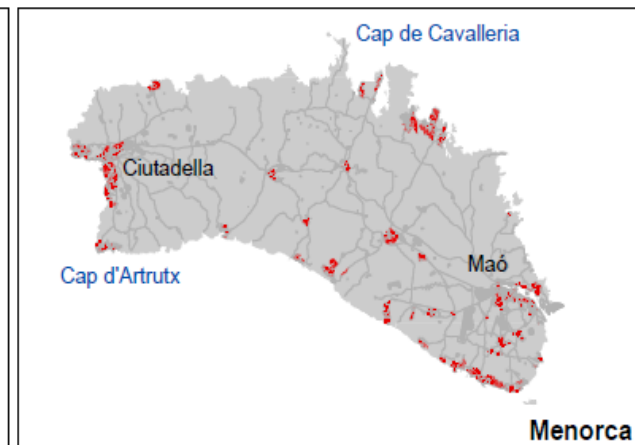 Cap de Cavalleria
Ciutadella
Maó
Cap d'Artrutx
Menorca